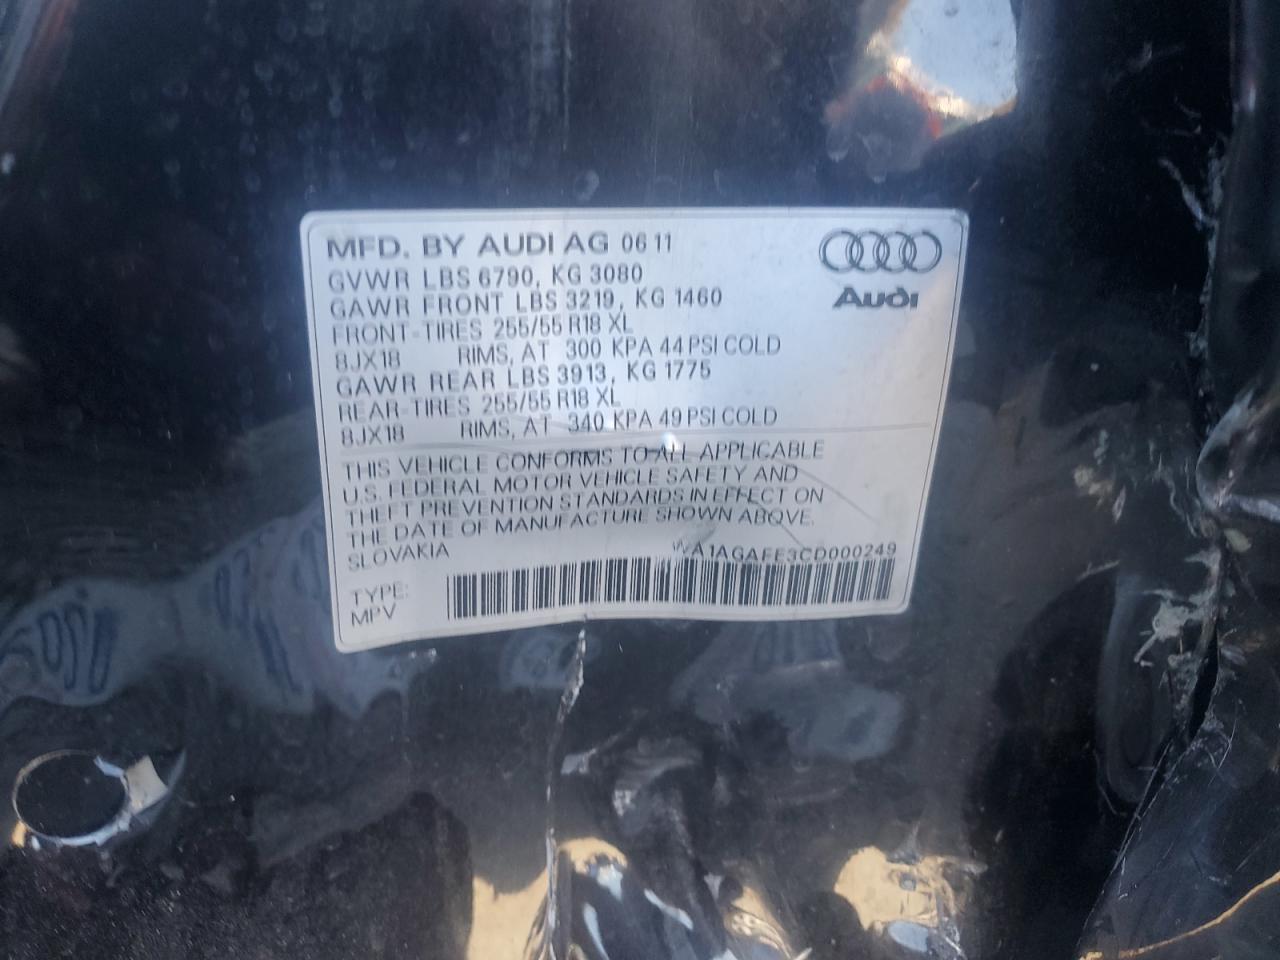 MFD. BY AUDI AG 06 11
GVWR LBS 6790, KG 3080
GAWR FRONT LBS 3219, KG 1460
FRONT-TIRES 255/55 R18 XL
8JX18 RIMS, AT 300 KPA 44 PSI COLD
GAWR REAR LBS 3913, KG 1775
REAR-TIRES 255/55 R18 XL
8JX18 RIMS, AT 340 KPA 49 PSI COLD
Audi
THIS VEHICLE CONFORMS TO ALL APPLICABLE
U.S. FEDERAL MOTOR VEHICLE SAFETY AND
THEFT PREVENTION STANDARDS IN EFFECT ON
THE DATE OF MANUFACTURE SHOWN ABOVE.
SLOVAKIA WA1AGAFE3CD000249
TYPE:
MPV